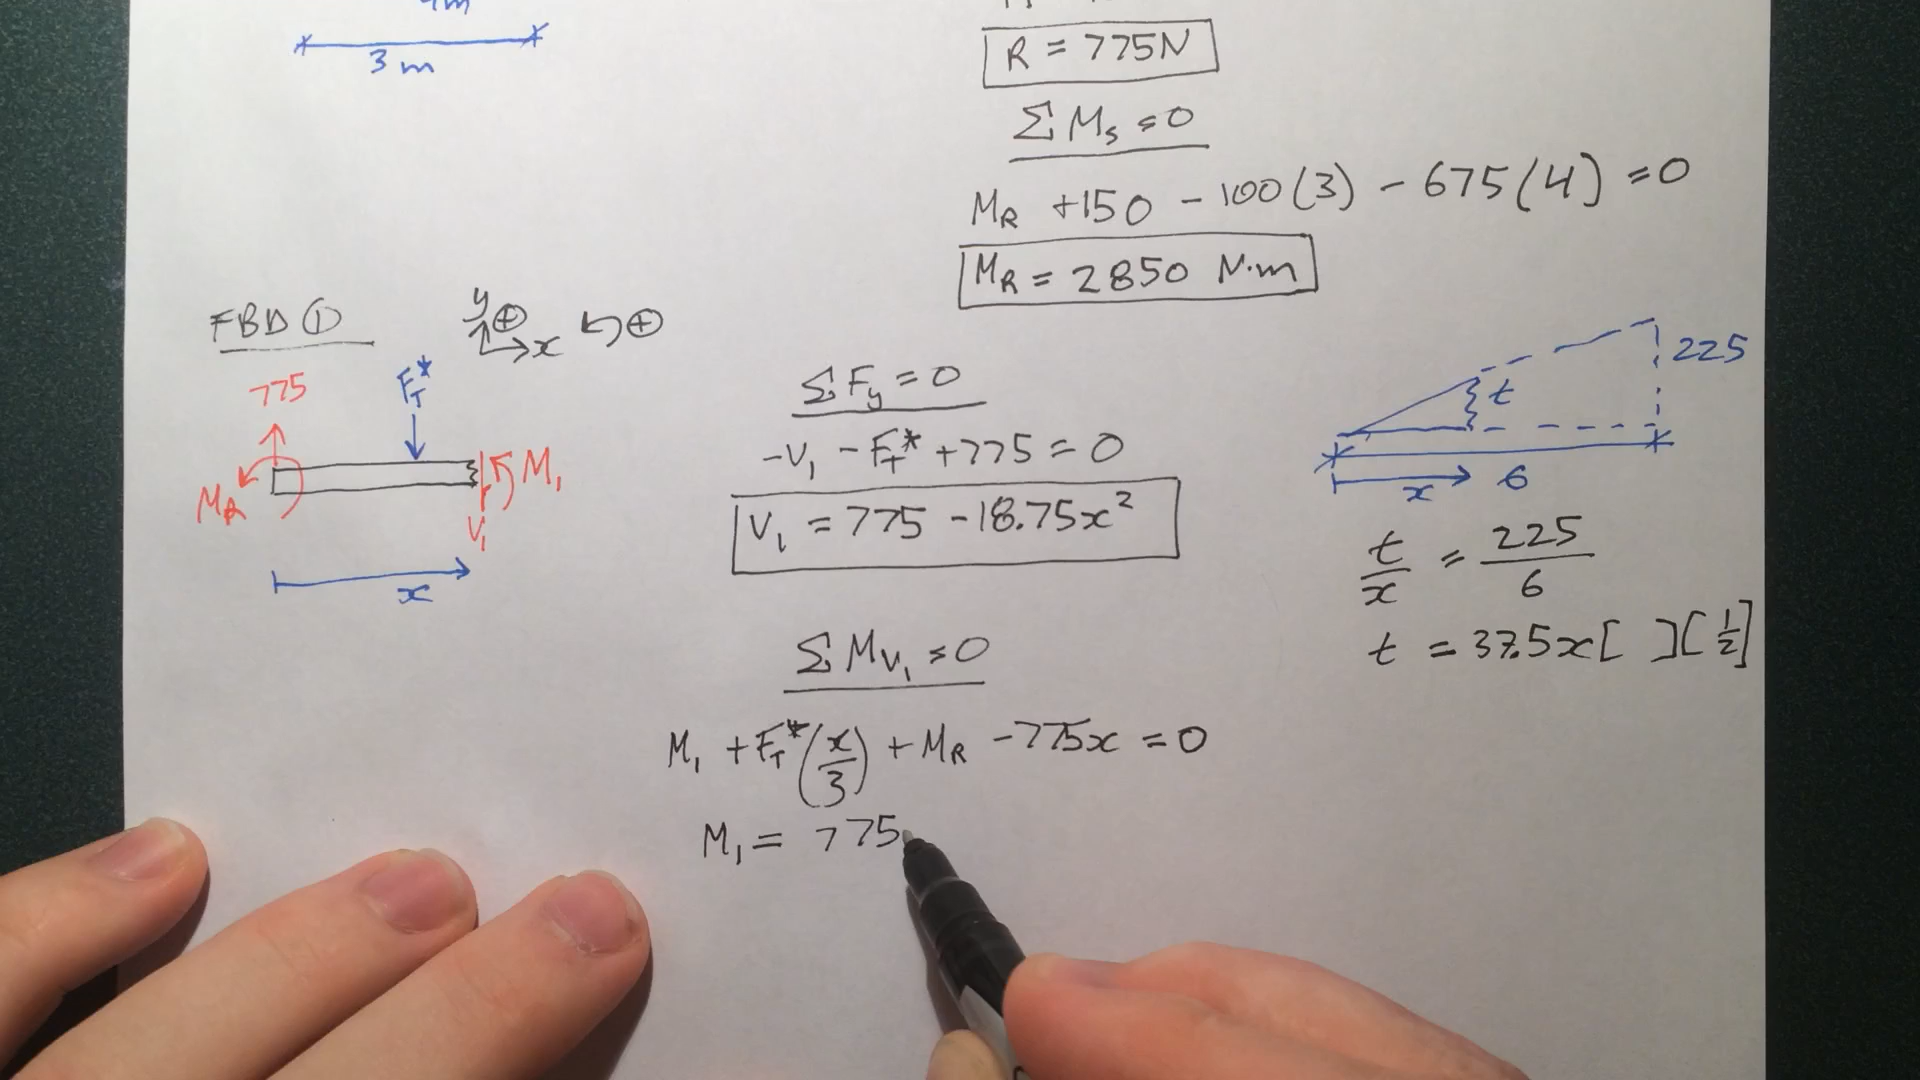 3 m
R = 775N
ΣMs = 0
MR +150 - 100(3) - 675(4) = 0
MR = 2850 N·m
FBD ①
y ⊕
x
⊕
775
FT*
MR
M1
V1
x
ΣFy = 0
-V1 - FT* + 775 = 0
V1 = 775 - 18.75x²
ΣMV1 = 0
M1 + FT*(x/3) + MR - 775x = 0
M1 = 775
225
t
x
6
t/x = 225/6
t = 37.5x[ ][1/2]